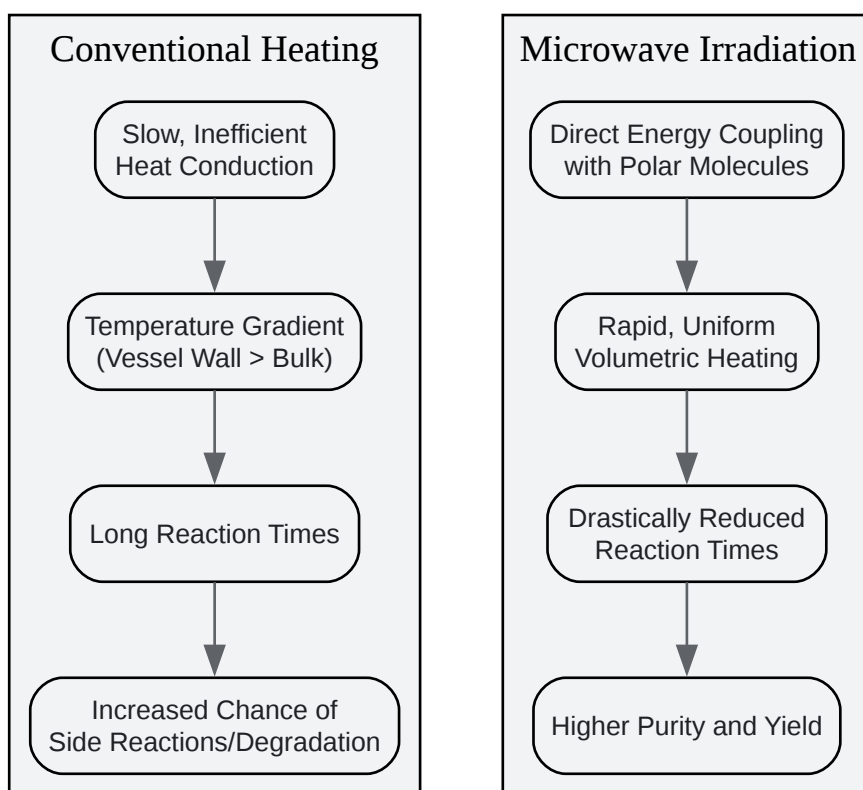 Conventional Heating
Slow, Inefficient
Heat Conduction
Temperature Gradient
(Vessel Wall > Bulk)
Long Reaction Times
Increased Chance of
Side Reactions/Degradation
Microwave Irradiation
Direct Energy Coupling
with Polar Molecules
Rapid, Uniform
Volumetric Heating
Drastically Reduced
Reaction Times
Higher Purity and Yield